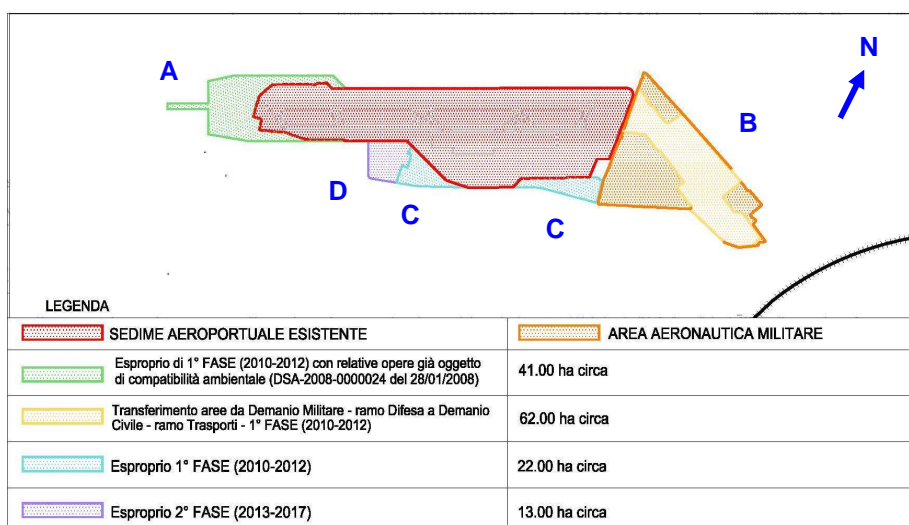 A
N
B
D
C
C
LEGENDA
SEDIME AEROPORTUALE ESISTENTE
AREA AERONAUTICA MILITARE
Esproprio di 1° FASE (2010-2012) con relative opere già oggetto
di compatibilità ambientale (DSA-2008-0000024 del 28/01/2008)
41.00 ha circa
Transferimento aree da Demanio Militare - ramo Difesa a Demanio
Civile - ramo Trasporti - 1° FASE (2010-2012)
62.00 ha circa
Esproprio 1° FASE (2010-2012)
22.00 ha circa
Esproprio 2° FASE (2013-2017)
13.00 ha circa